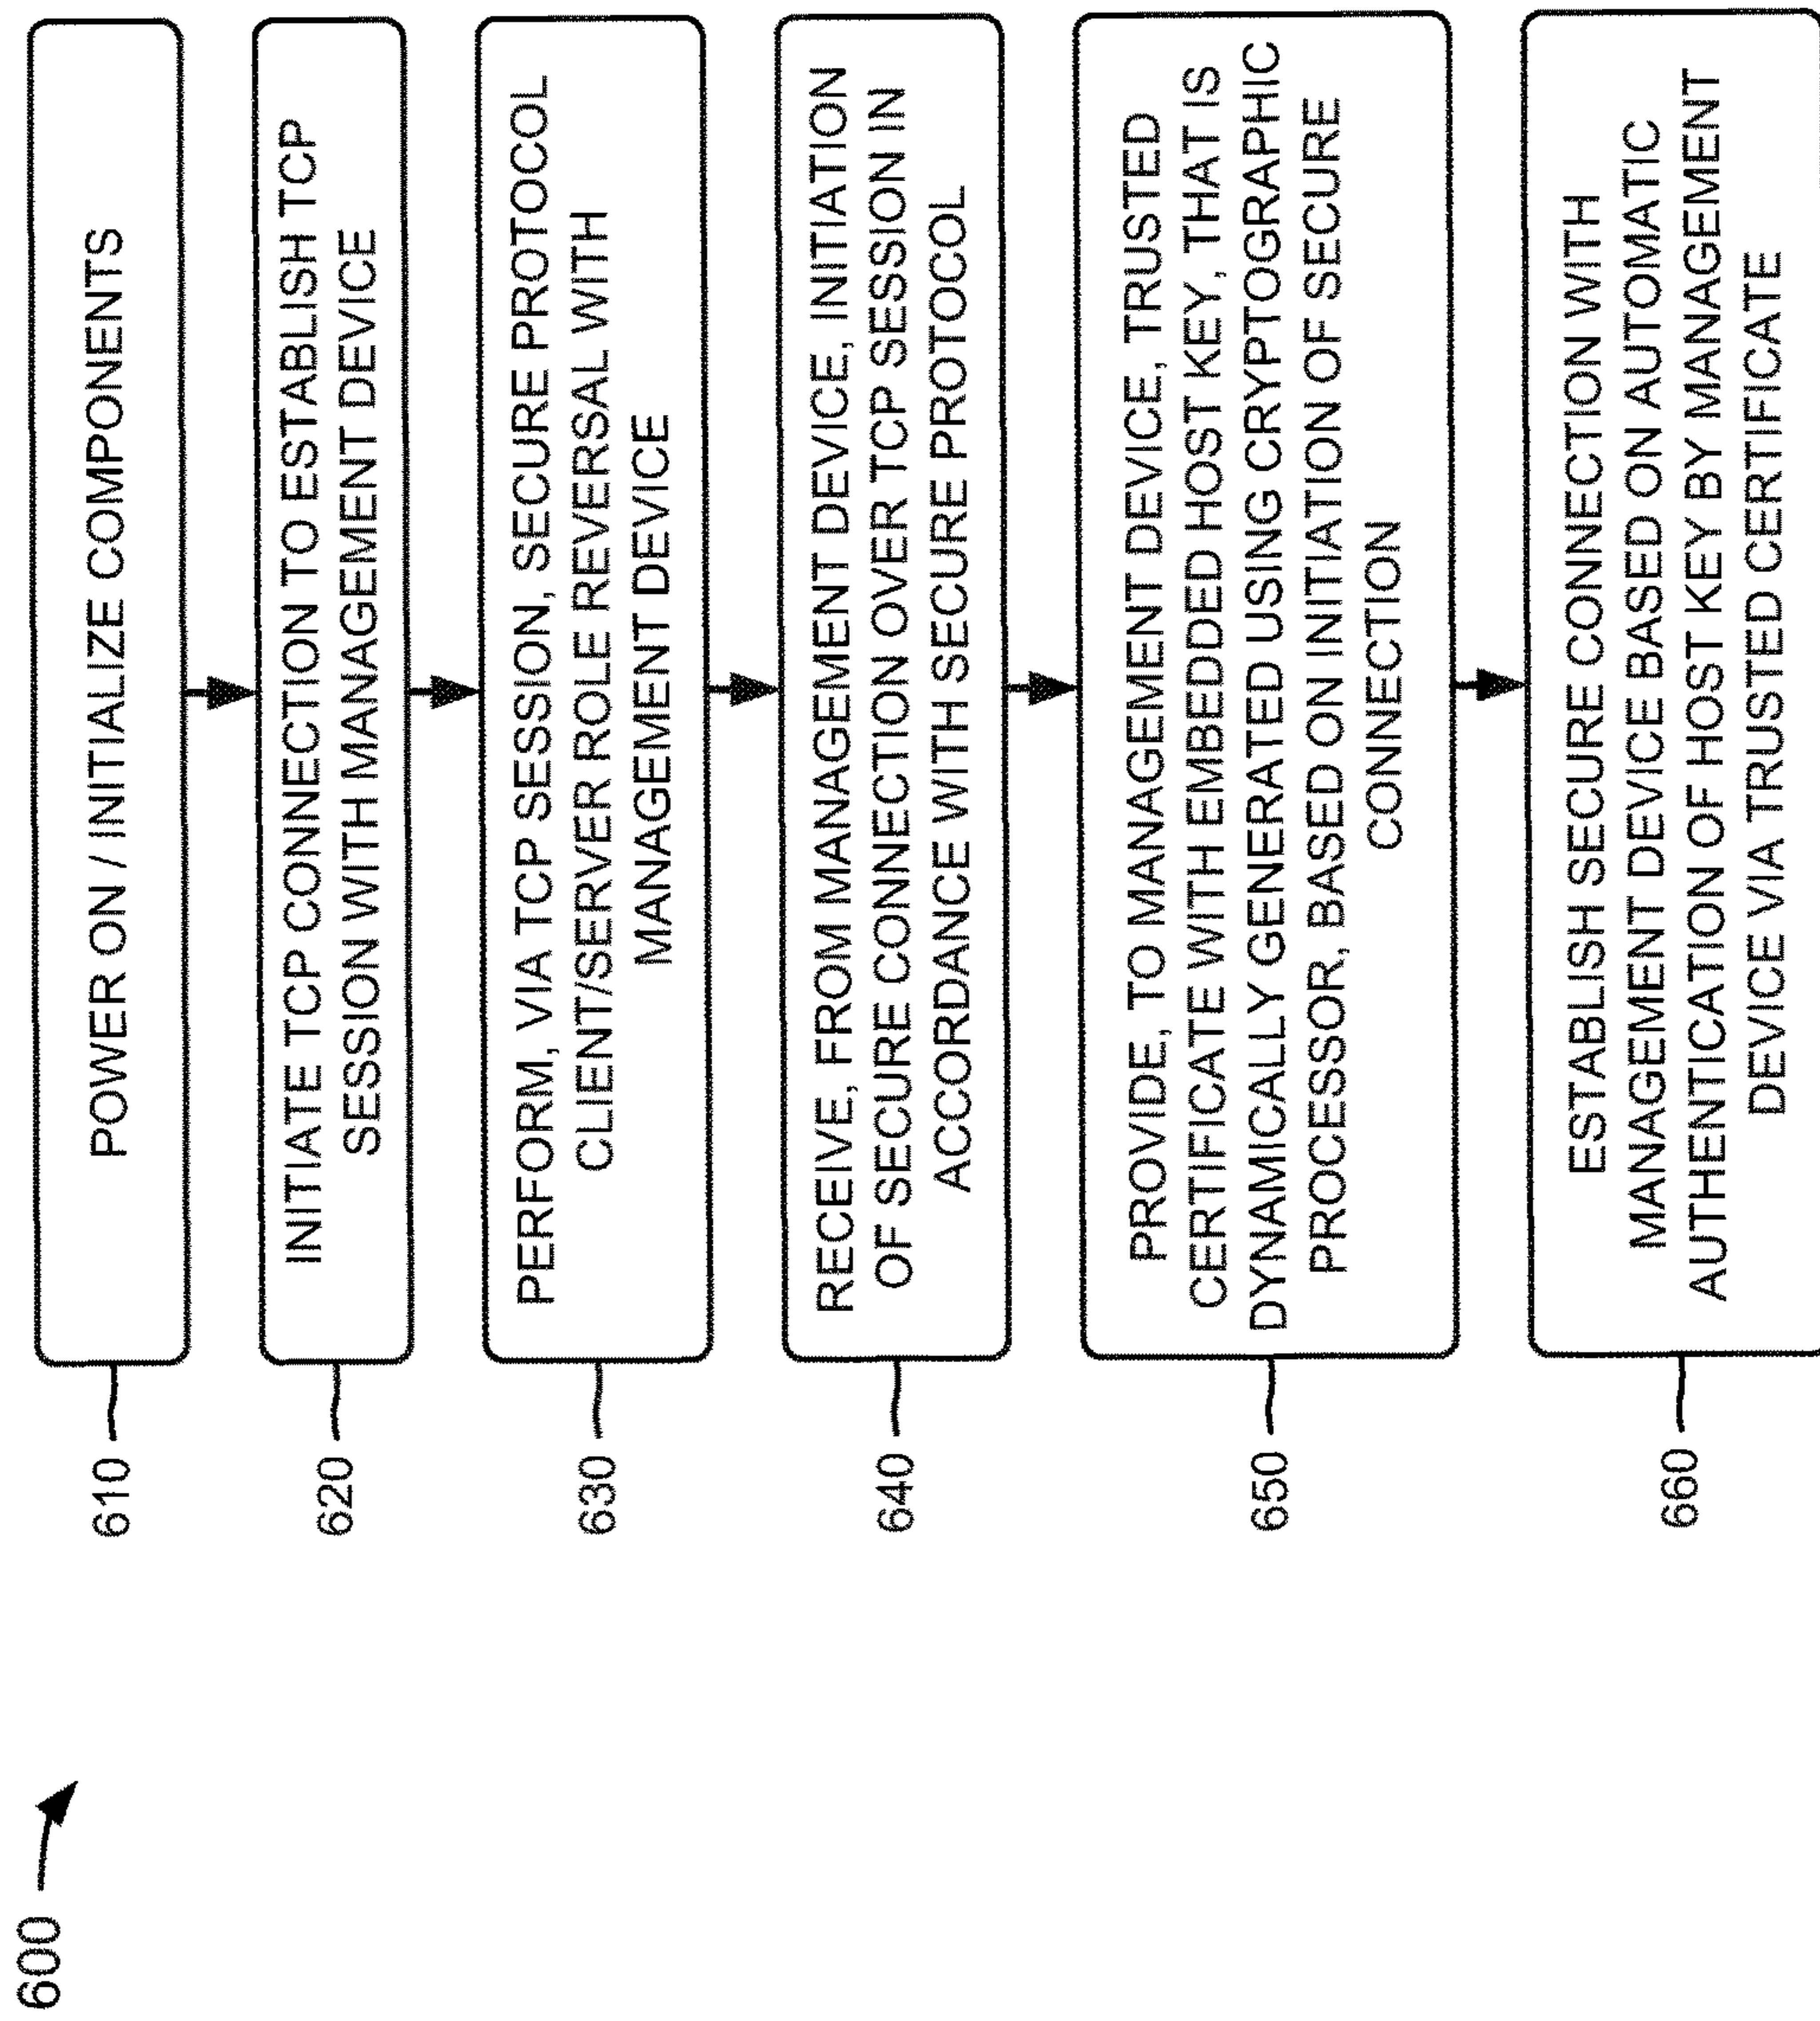 600
610
POWER ON / INITIALIZE COMPONENTS
620
INITIATE TCP CONNECTION TO ESTABLISH TCP
SESSION WITH MANAGEMENT DEVICE
630
PERFORM, VIA TCP SESSION, SECURE PROTOCOL
CLIENT/SERVER ROLE REVERSAL WITH
MANAGEMENT DEVICE
640
RECEIVE, FROM MANAGEMENT DEVICE, INITIATION
OF SECURE CONNECTION OVER TCP SESSION IN
ACCORDANCE WITH SECURE PROTOCOL
650
PROVIDE, TO MANAGEMENT DEVICE, TRUSTED
CERTIFICATE WITH EMBEDDED HOST KEY, THAT IS
DYNAMICALLY GENERATED USING CRYPTOGRAPHIC
PROCESSOR, BASED ON INITIATION OF SECURE
CONNECTION
660
ESTABLISH SECURE CONNECTION WITH
MANAGEMENT DEVICE BASED ON AUTOMATIC
AUTHENTICATION OF HOST KEY BY MANAGEMENT
DEVICE VIA TRUSTED CERTIFICATE